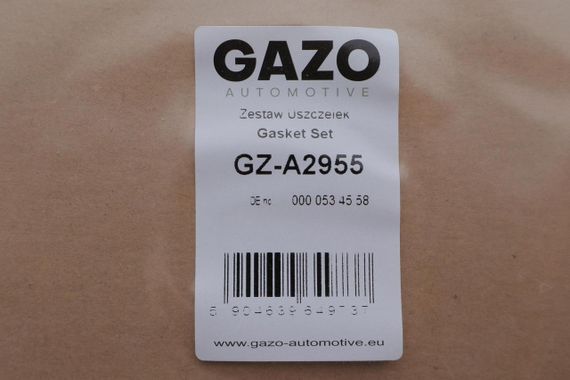 GAZO
AUTOMOTIVE
Zestaw Uszczelek
Gasket Set
GZ-A2955
OE no 000 053 45 58
5 904639 649737
www.gazo-automotive.eu